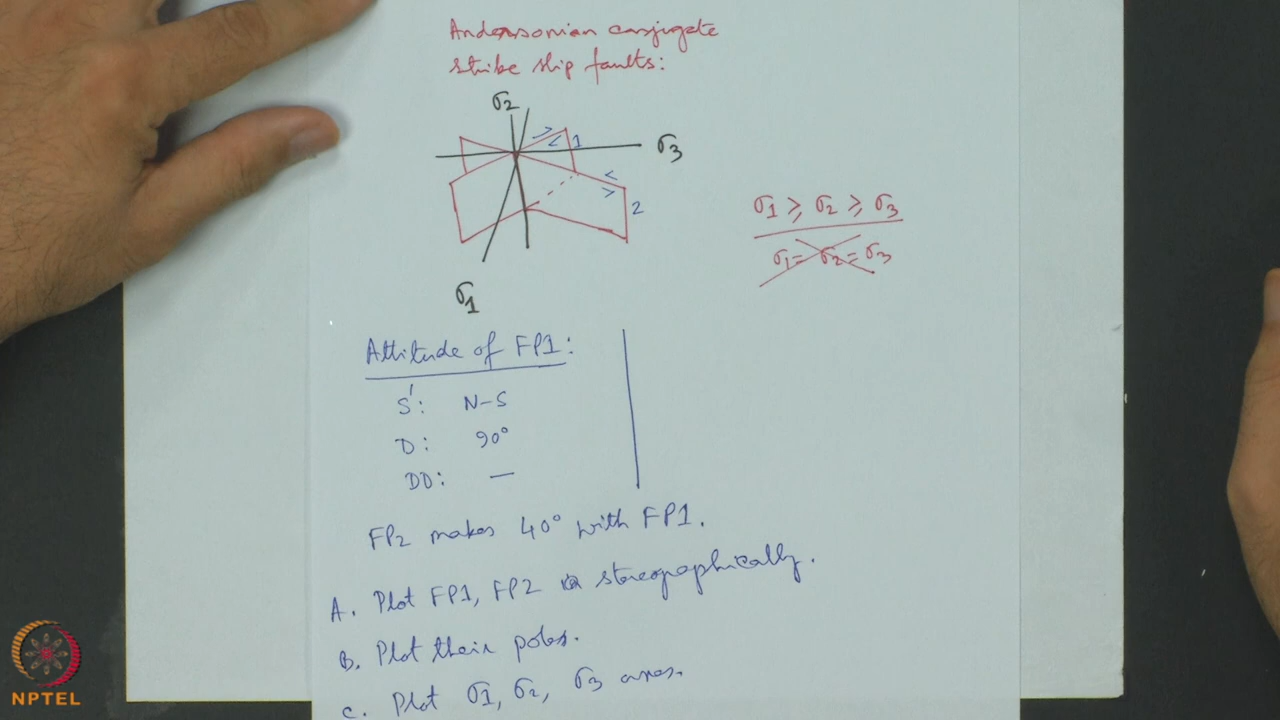 Andersonian conjugate
strike slip faults:
σ2
1
σ3
2
σ1
σ1 ≥ σ2 ≥ σ3
σ1 = σ2 = σ3
Attitude of FP1:
S': N-S
D: 90°
DD: —
FP2 makes 40° with FP1.
A. Plot FP1, FP2 stereographically.
B. Plot their poles.
C. Plot σ1, σ2, σ3 axes.
NPTEL